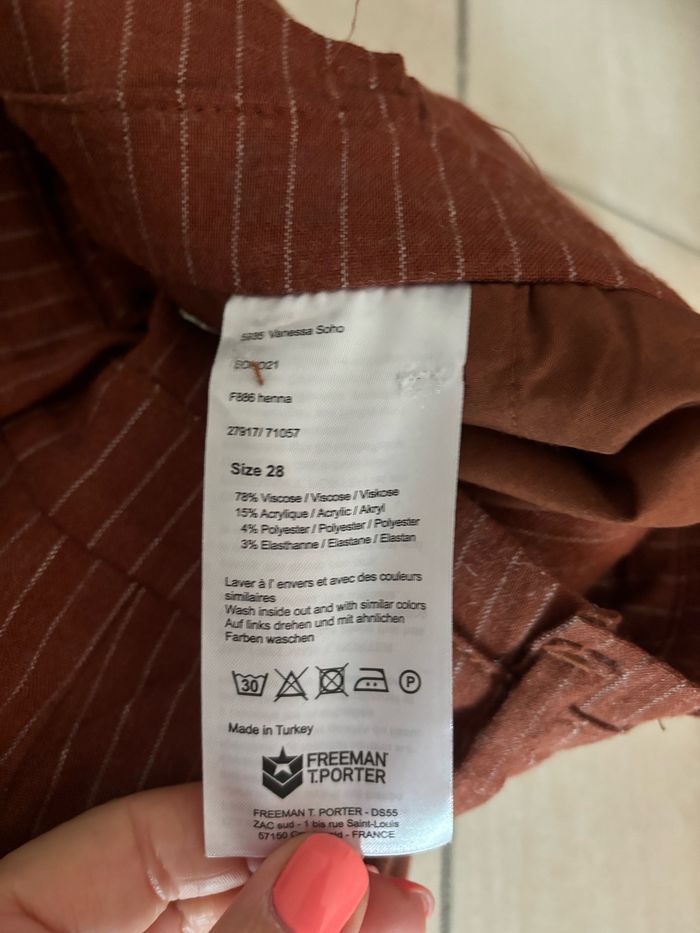 Vanessa Soho
F886 henna
27917/ 71057
Size 28
78% Viscose / Viscose / Viskose
15% Acrylique / Acrylic / Akryl
4% Polyester / Polyester / Polyester
3% Elasthanne / Elastane / Elastan
Laver à l' envers et avec des couleurs
similaires
Wash inside out and with similar colors
Auf links drehen und mit ahnlichen
Farben waschen
30
P
Made in Turkey
FREEMAN
T.PORTER
FREEMAN T. PORTER - DS55
ZAC sud - 1 bis rue Saint-Louis
57150 - FRANCE